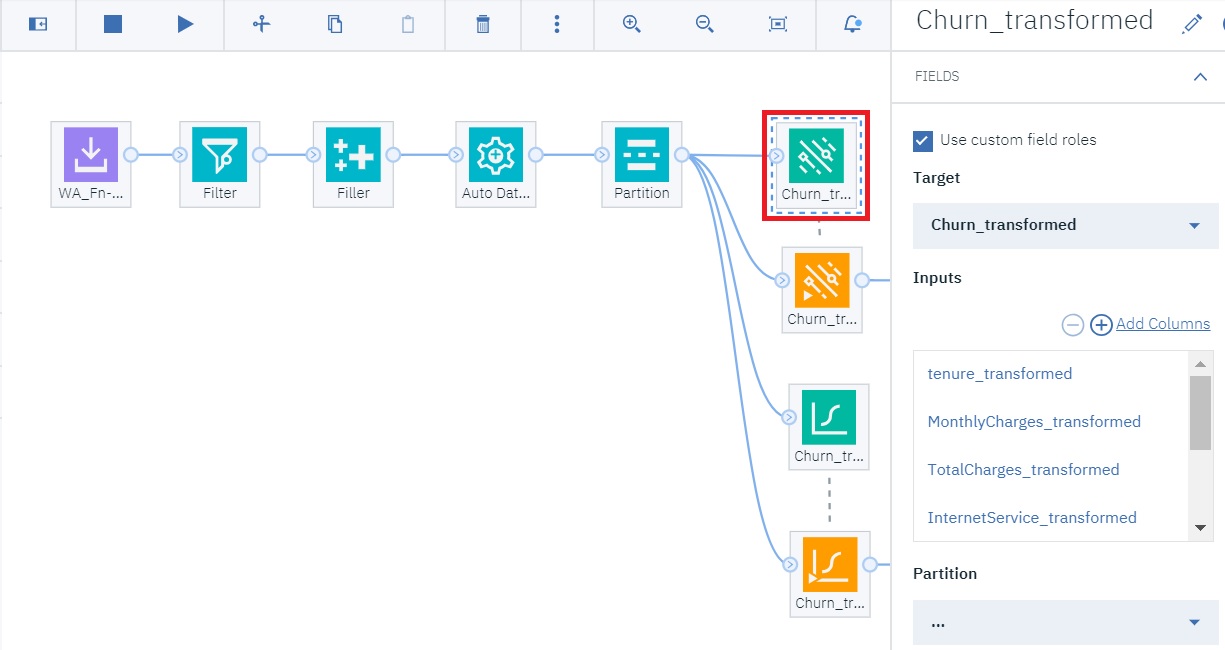 Churn_transformed
FIELDS
Use custom field roles
Target
Churn_transformed
Inputs
Add Columns
tenure_transformed
MonthlyCharges_transformed
TotalCharges_transformed
InternetService_transformed
Partition
...
WA_Fn-...
Filter
Filler
Auto Dat...
Partition
Churn_tr...
Churn_tr...
Churn_tr...
Churn_tr...